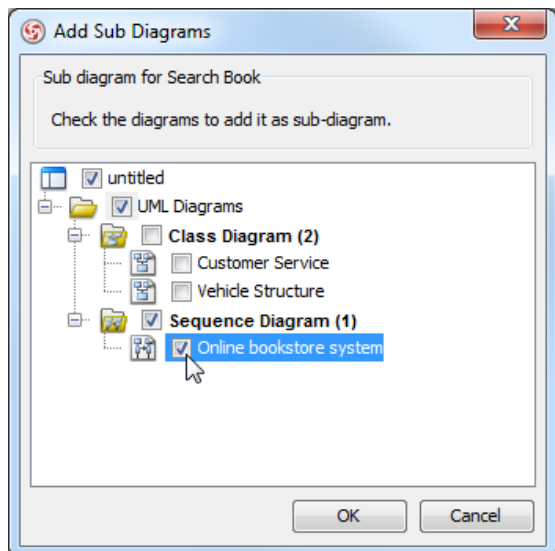 Add Sub Diagrams
Sub diagram for Search Book
Check the diagrams to add it as sub-diagram.
untitled
UML Diagrams
Class Diagram (2)
Customer Service
Vehicle Structure
Sequence Diagram (1)
Online bookstore system
OK Cancel